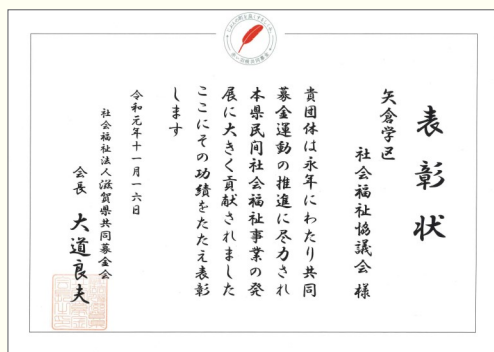 表彰状
矢倉学区
社会福祉協議会 様
貴団体は永年にわたり共同
募金運動の推進に尽力され
本県民間社会福祉事業の発
展に大きく貢献されました
ここにその功績をたたえ表彰
します
令和元年十一月一六日
社会福祉法人滋賀県共同募金会
会長 大道良夫